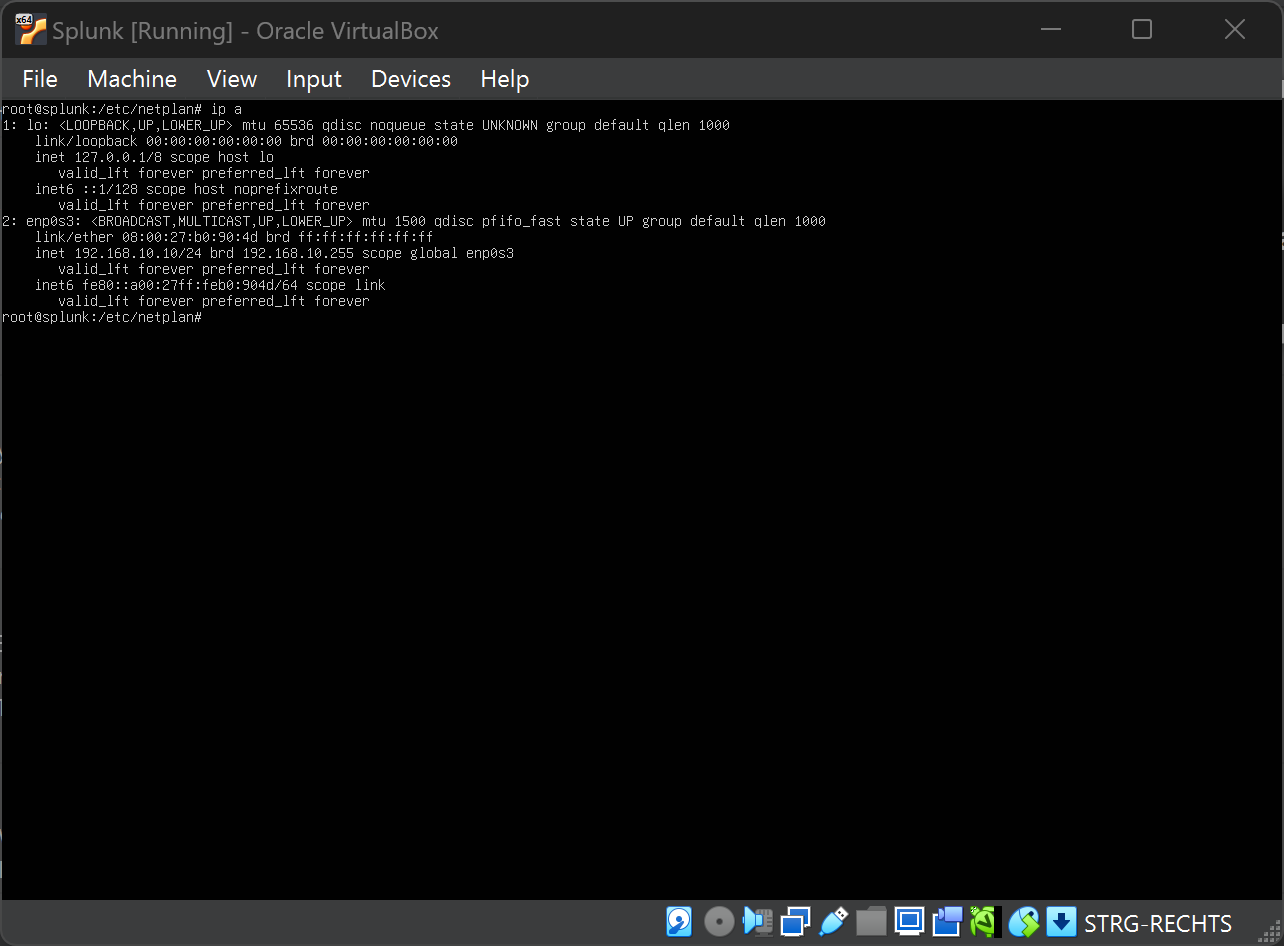 x64
Splunk [Running] - Oracle VirtualBox
File Machine View Input Devices Help
root@splunk:/etc/netplan# ip a
1: lo: <LOOPBACK,UP,LOWER_UP> mtu 65536 qdisc noqueue state UNKNOWN group default qlen 1000
    link/loopback 00:00:00:00:00:00 brd 00:00:00:00:00:00
    inet 127.0.0.1/8 scope host lo
       valid_lft forever preferred_lft forever
    inet6 ::1/128 scope host noprefixroute
       valid_lft forever preferred_lft forever
2: enp0s3: <BROADCAST,MULTICAST,UP,LOWER_UP> mtu 1500 qdisc pfifo_fast state UP group default qlen 1000
    link/ether 08:00:27:b0:90:4d brd ff:ff:ff:ff:ff:ff
    inet 192.168.10.10/24 brd 192.168.10.255 scope global enp0s3
       valid_lft forever preferred_lft forever
    inet6 fe80::a00:27ff:feb0:904d/64 scope link
       valid_lft forever preferred_lft forever
root@splunk:/etc/netplan#
STRG-RECHTS